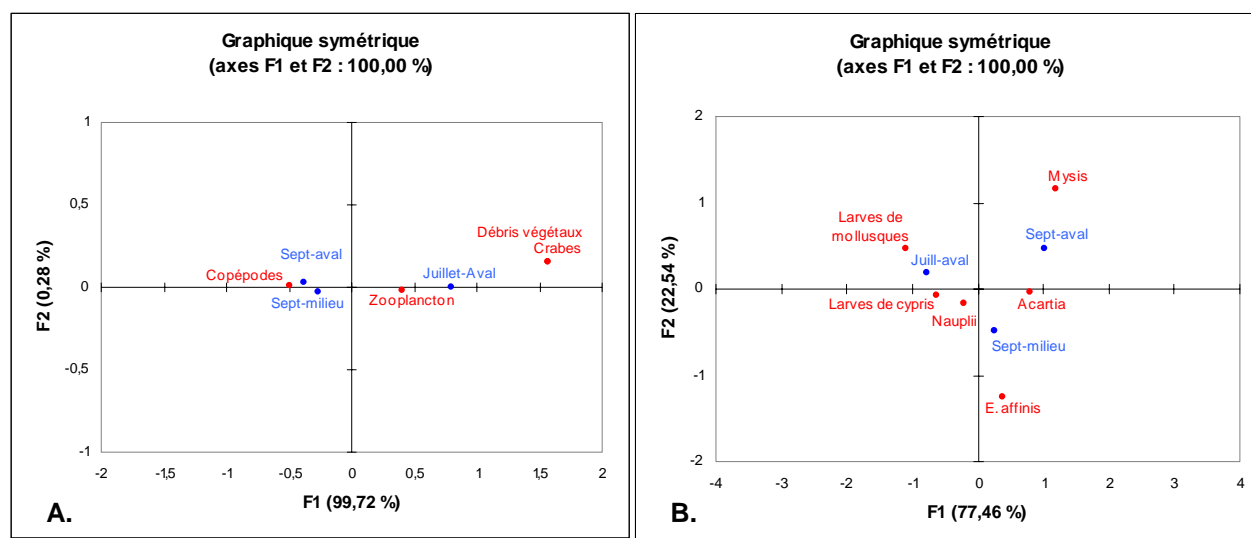 Graphique symétrique
(axes F1 et F2 : 100,00 %)
1
0,5
0
-0,5
-1
-2
-1,5
-1
-0,5
0
0,5
1
1,5
2
F2 (0,28 %)
F1 (99,72 %)
Débris végétaux
Crabes
Sept-aval
Copépodes
Juillet-Aval
Sept-milieu
Zooplancton
A.
Graphique symétrique
(axes F1 et F2 : 100,00 %)
2
1
0
-1
-2
-4
-3
-2
-1
0
1
2
3
4
F2 (22,54 %)
F1 (77,46 %)
Mysis
Larves de
mollusques
Sept-aval
Juill-aval
Larves de cypris
Acartia
Nauplii
Sept-milieu
E. affinis
B.